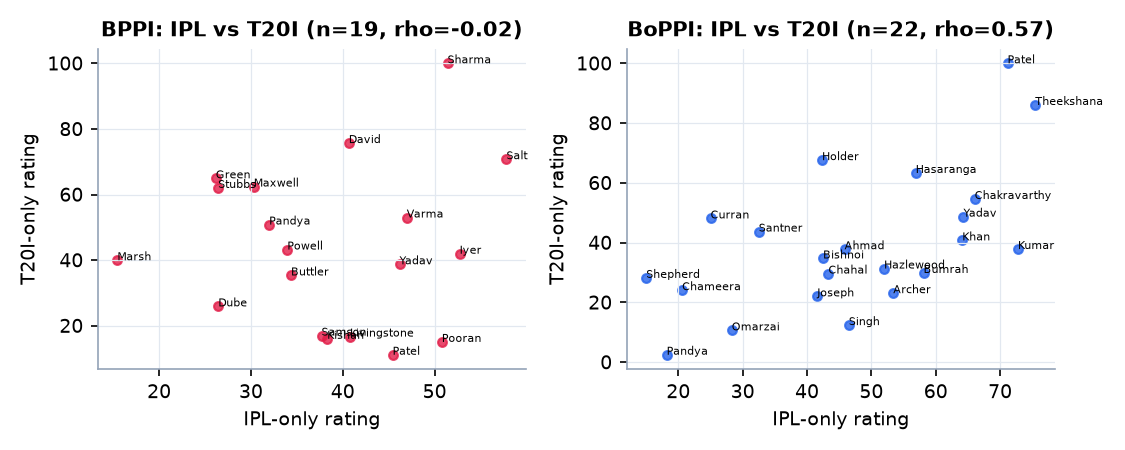 BPPI: IPL vs T20I (n=19, rho=-0.02)
T20I-only rating
100
80
60
40
20
Sharma
David
Salt
Green
Stubbs
Maxwell
Varma
Pandya
Powell
Iyer
Marsh
Yadav
Buttler
Dube
Samson
Kishan
Livingstone
Pooran
Patel
20
30
40
50
IPL-only rating
BoPPI: IPL vs T20I (n=22, rho=0.57)
T20I-only rating
100
80
60
40
20
0
Patel
Theekshana
Holder
Hasaranga
Chakravarthy
Curran
Yadav
Santner
Khan
Ahmad
Kumar
Bishnoi
Hazlewood
Bumrah
Chahal
Shepherd
Chameera
Archer
Joseph
Singh
Omarzai
Pandya
20
30
40
50
60
70
IPL-only rating